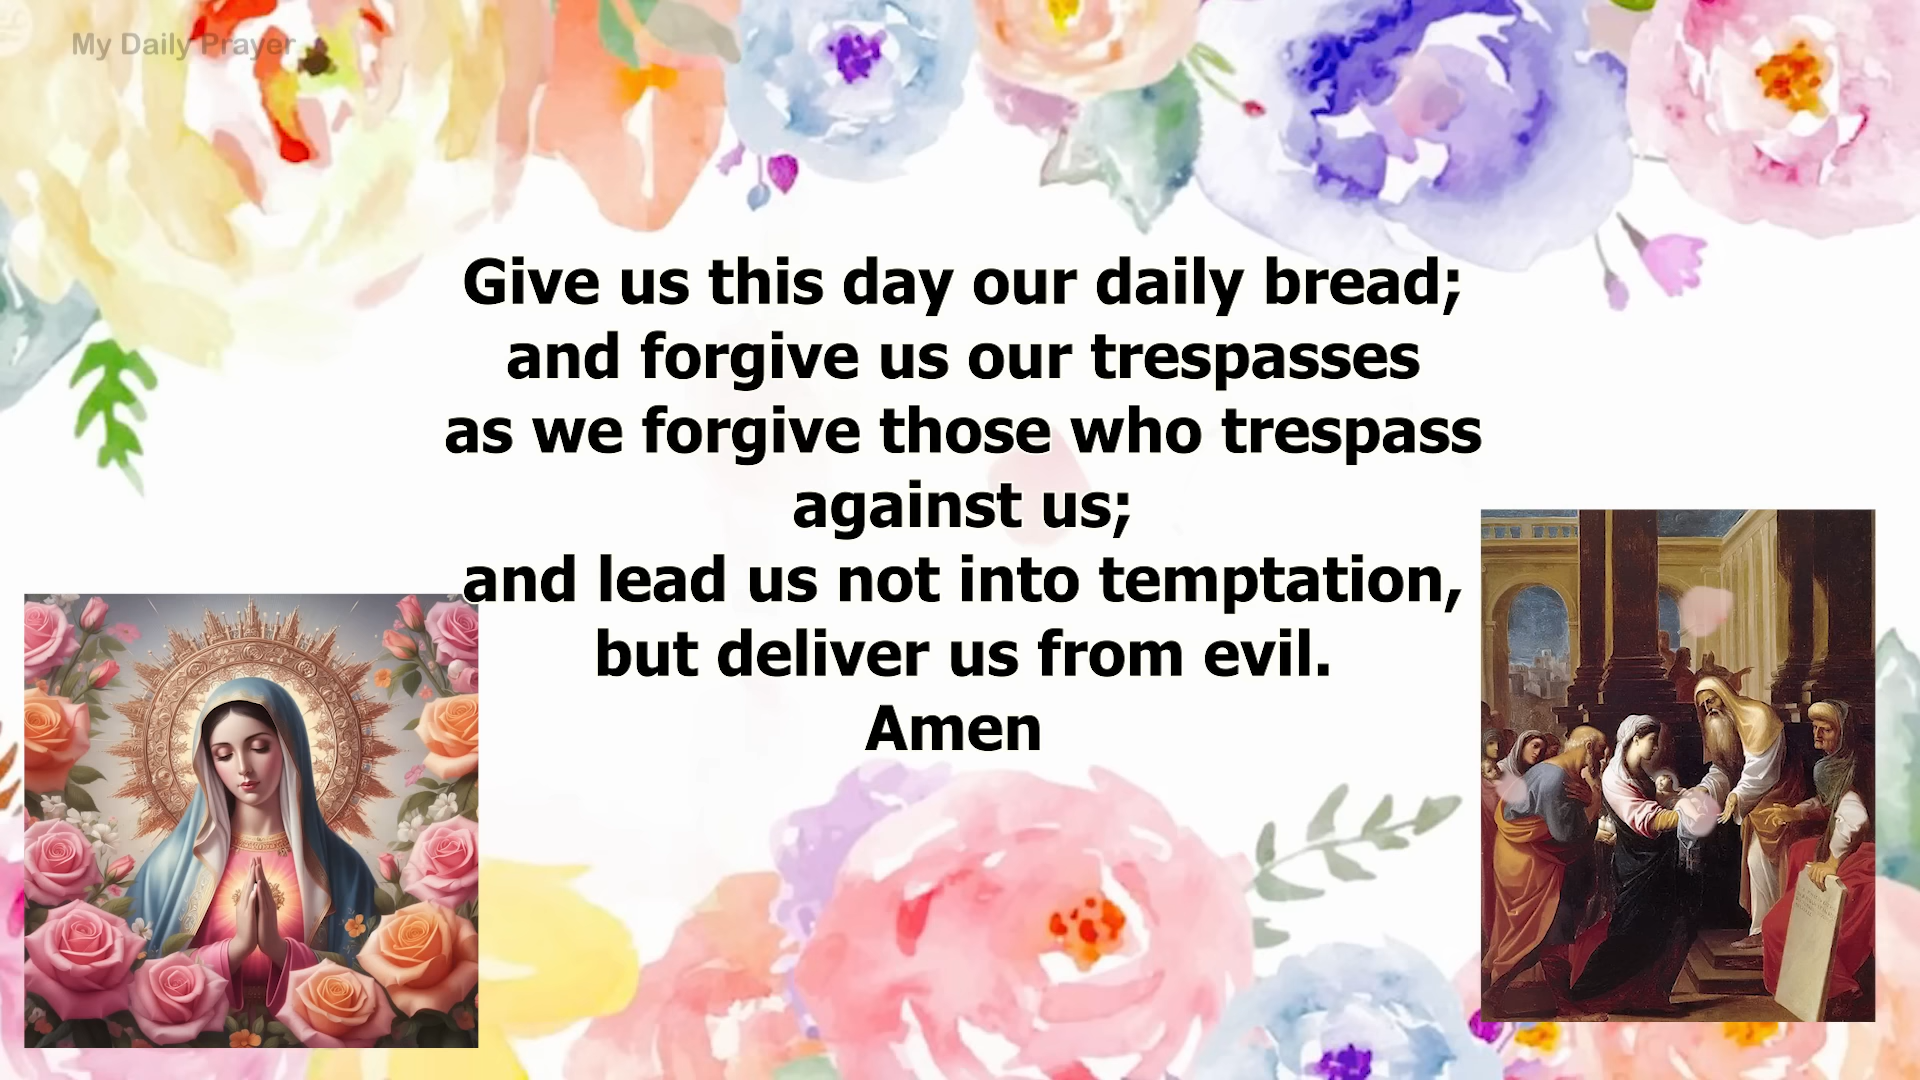 My Daily Prayer
Give us this day our daily bread;
and forgive us our trespasses
as we forgive those who trespass
against us;
and lead us not into temptation,
but deliver us from evil.
Amen